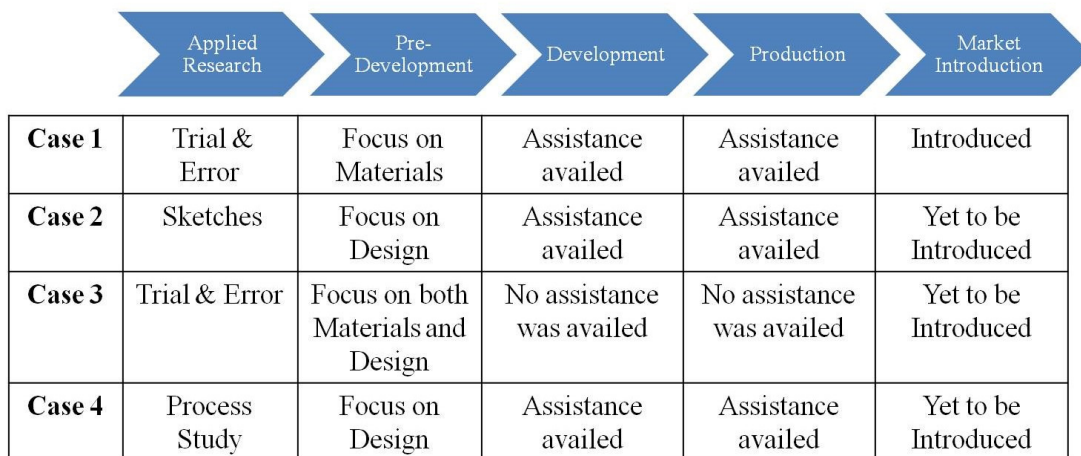 Applied
Research
Pre-
Development
Development
Production
Market
Introduction
Case 1
Trial &
Error
Focus on
Materials
Assistance
availed
Assistance
availed
Introduced
Case 2
Sketches
Focus on
Design
Assistance
availed
Assistance
availed
Yet to be
Introduced
Case 3
Trial & Error
Focus on both
Materials and
Design
No assistance
was availed
No assistance
was availed
Yet to be
Introduced
Case 4
Process
Study
Focus on
Design
Assistance
availed
Assistance
availed
Yet to be
Introduced